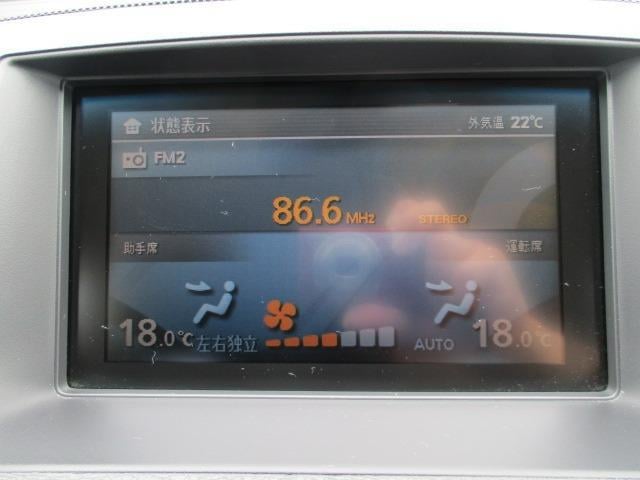 状態表示 外気温 22℃
FM2
86.6 MHz STEREO
助手席 運転席
18.0℃ 左右独立 AUTO 18.0℃